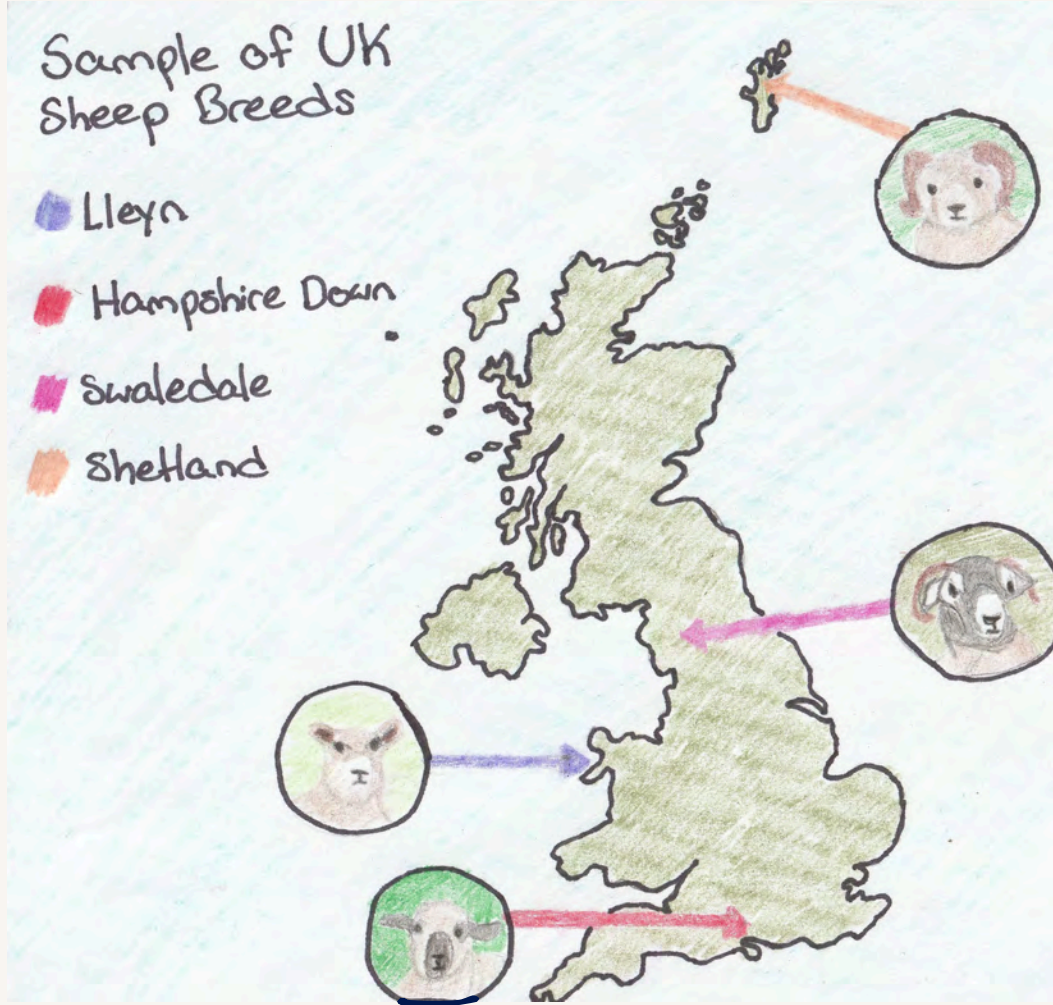 Sample of UK
Sheep Breeds
Lleyn
Hampshire Down
Swaledale
Shetland